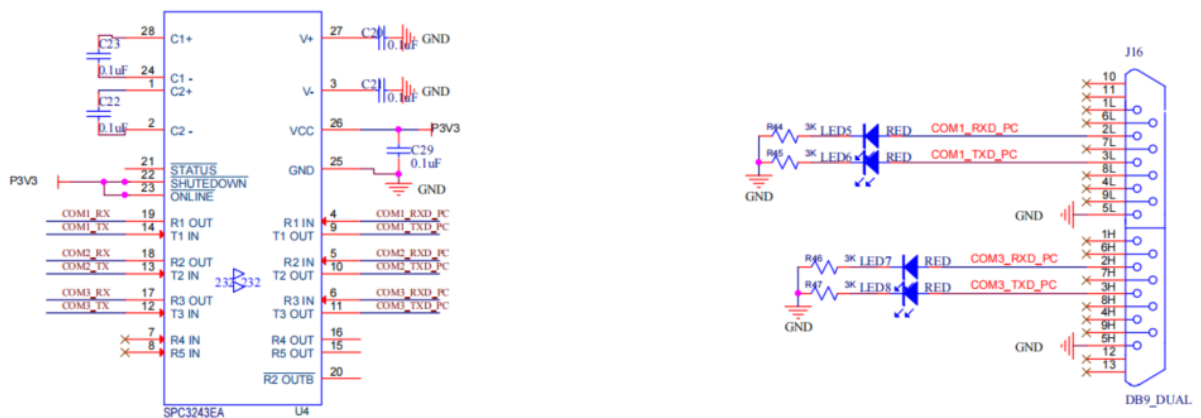 28 C1+ V+ 27 C20 0.1uF GND
C23 0.1uF
24 C1 -
1 C2+ V- 3 C21 0.1uF GND
C22 0.1uF
2 C2 - VCC 26 P3V3
C29 0.1uF
GND 25
GND
21 STATUS
P3V3 22 SHUTEDOWN
23 ONLINE
COM1_RX 19 R1 OUT R1 IN 4 COM1_RXD_PC
COM1_TX 14 T1 IN T1 OUT 9 COM1_TXD_PC
COM2_RX 18 R2 OUT R2 IN 5 COM2_RXD_PC
COM2_TX 13 T2 IN T2 OUT 10 COM2_TXD_PC
232 232
COM3_RX 17 R3 OUT R3 IN 6 COM3_RXD_PC
COM3_TX 12 T3 IN T3 OUT 11 COM3_TXD_PC
7 R4 IN R4 OUT 16
8 R5 IN R5 OUT 15
R2 OUTB 20
SPC3243EA U4
J16
10
11
1L
6L
R44 3K LED5 RED COM1_RXD_PC 2L
7L
R45 3K LED6 RED COM1_TXD_PC 3L
8L
GND
4L
9L
GND 5L
1H
6H
R46 3K LED7 RED COM3_RXD_PC 2H
7H
R47 3K LED8 RED COM3_TXD_PC 3H
8H
GND
4H
9H
GND 5H
12
13
DB9_DUAL